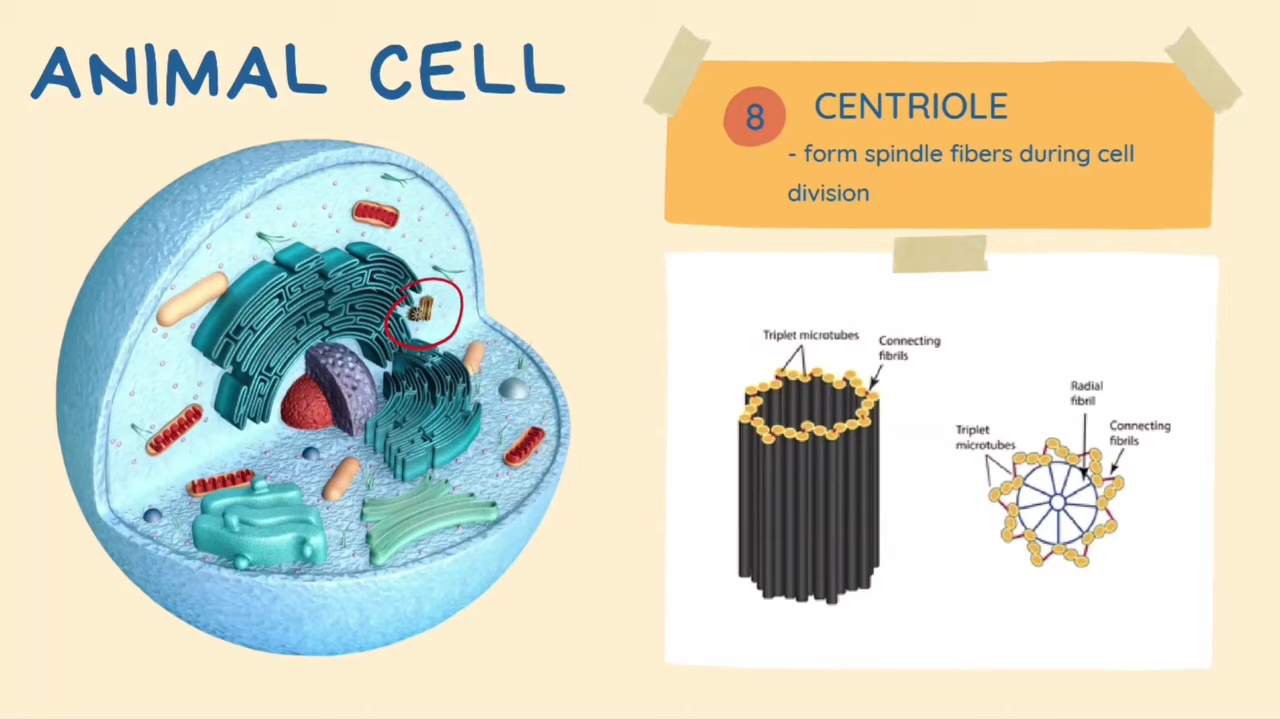 ANIMAL CELL
8 CENTRIOLE
- form spindle fibers during cell
division
Triplet microtubes
Connecting
fibrils
Radial
fibril
Triplet
microtubes
Connecting
fibrils